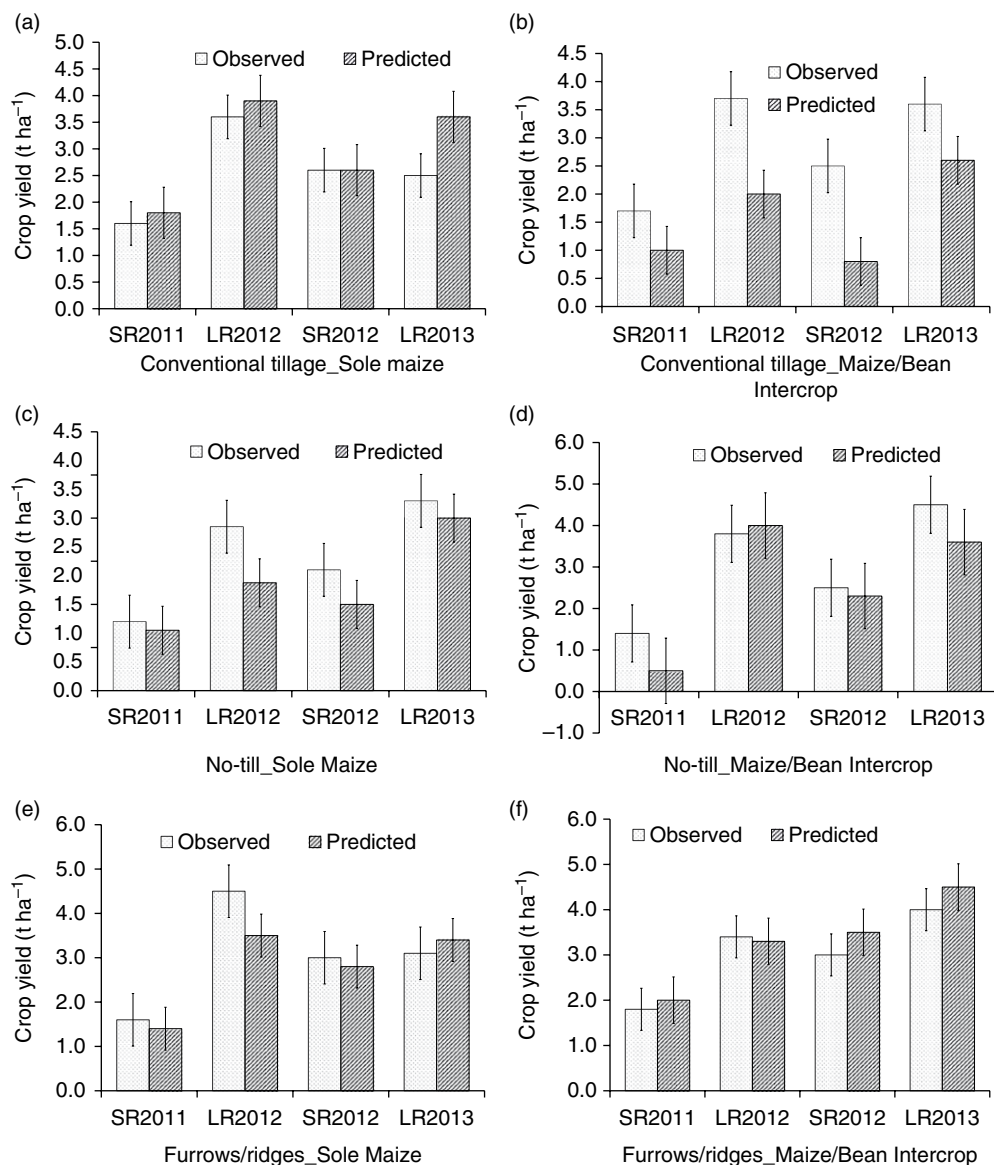 (a)
Crop yield (t ha⁻¹)
5.0
4.5
4.0
3.5
3.0
2.5
2.0
1.5
1.0
0.5
0.0
Observed Predicted
SR2011 LR2012 SR2012 LR2013
Conventional tillage_Sole maize
(b)
Crop yield (t ha⁻¹)
4.5
4.0
3.5
3.0
2.5
2.0
1.5
1.0
0.5
0.0
Observed
Predicted
SR2011 LR2012 SR2012 LR2013
Conventional tillage_Maize/Bean
Intercrop
(c)
Crop yield (t ha⁻¹)
4.5
4.0
3.5
3.0
2.5
2.0
1.5
1.0
0.5
0.0
Observed Predicted
SR2011 LR2012 SR2012 LR2013
No-till_Sole Maize
(d)
Crop yield (t ha⁻¹)
6.0
5.0
4.0
3.0
2.0
1.0
0.0
−1.0
Observed Predicted
SR2011 LR2012 SR2012 LR2013
No-till_Maize/Bean Intercrop
(e)
Crop yield (t ha⁻¹)
6.0
5.0
4.0
3.0
2.0
1.0
0.0
Observed Predicted
SR2011 LR2012 SR2012 LR2013
Furrows/ridges_Sole Maize
(f)
Crop yield (t ha⁻¹)
6.0
5.0
4.0
3.0
2.0
1.0
0.0
Observed Predicted
SR2011 LR2012 SR2012 LR2013
Furrows/ridges_Maize/Bean Intercrop